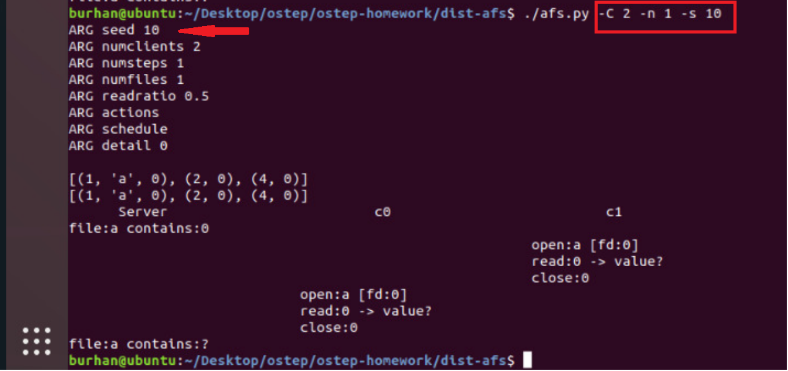 burhan@ubuntu:~/Desktop/ostep/ostep-homework/dist-afs$ ./afs.py -C 2 -n 1 -s 10
ARG seed 10
ARG numclients 2
ARG numsteps 1
ARG numfiles 1
ARG readratio 0.5
ARG actions
ARG schedule
ARG detail 0
[(1, 'a', 0), (2, 0), (4, 0)]
[(1, 'a', 0), (2, 0), (4, 0)]
Server c0 c1
file:a contains:0
open:a [fd:0]
read:0 -> value?
close:0
open:a [fd:0]
read:0 -> value?
close:0
file:a contains:?
burhan@ubuntu:~/Desktop/ostep/ostep-homework/dist-afs$